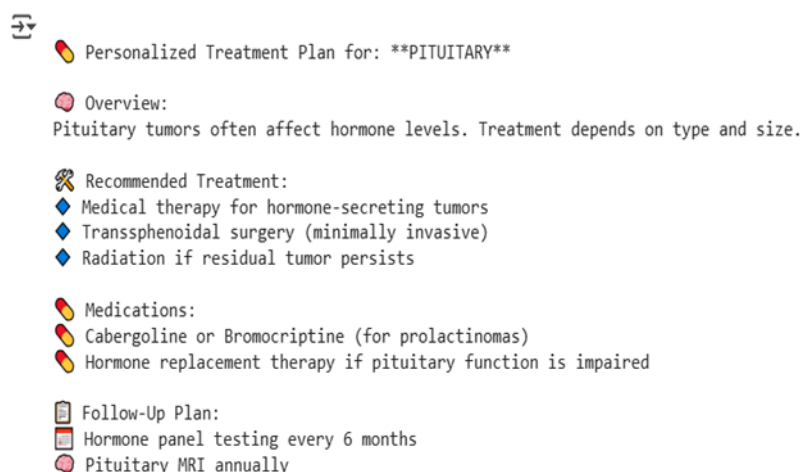 💊 Personalized Treatment Plan for: **PITUITARY**
🧠 Overview:
Pituitary tumors often affect hormone levels. Treatment depends on type and size.
🛠 Recommended Treatment:
🔷 Medical therapy for hormone-secreting tumors
🔷 Transsphenoidal surgery (minimally invasive)
🔷 Radiation if residual tumor persists
💊 Medications:
💊 Cabergoline or Bromocriptine (for prolactinomas)
💊 Hormone replacement therapy if pituitary function is impaired
📋 Follow-Up Plan:
📅 Hormone panel testing every 6 months
🧠 Pituitary MRI annually